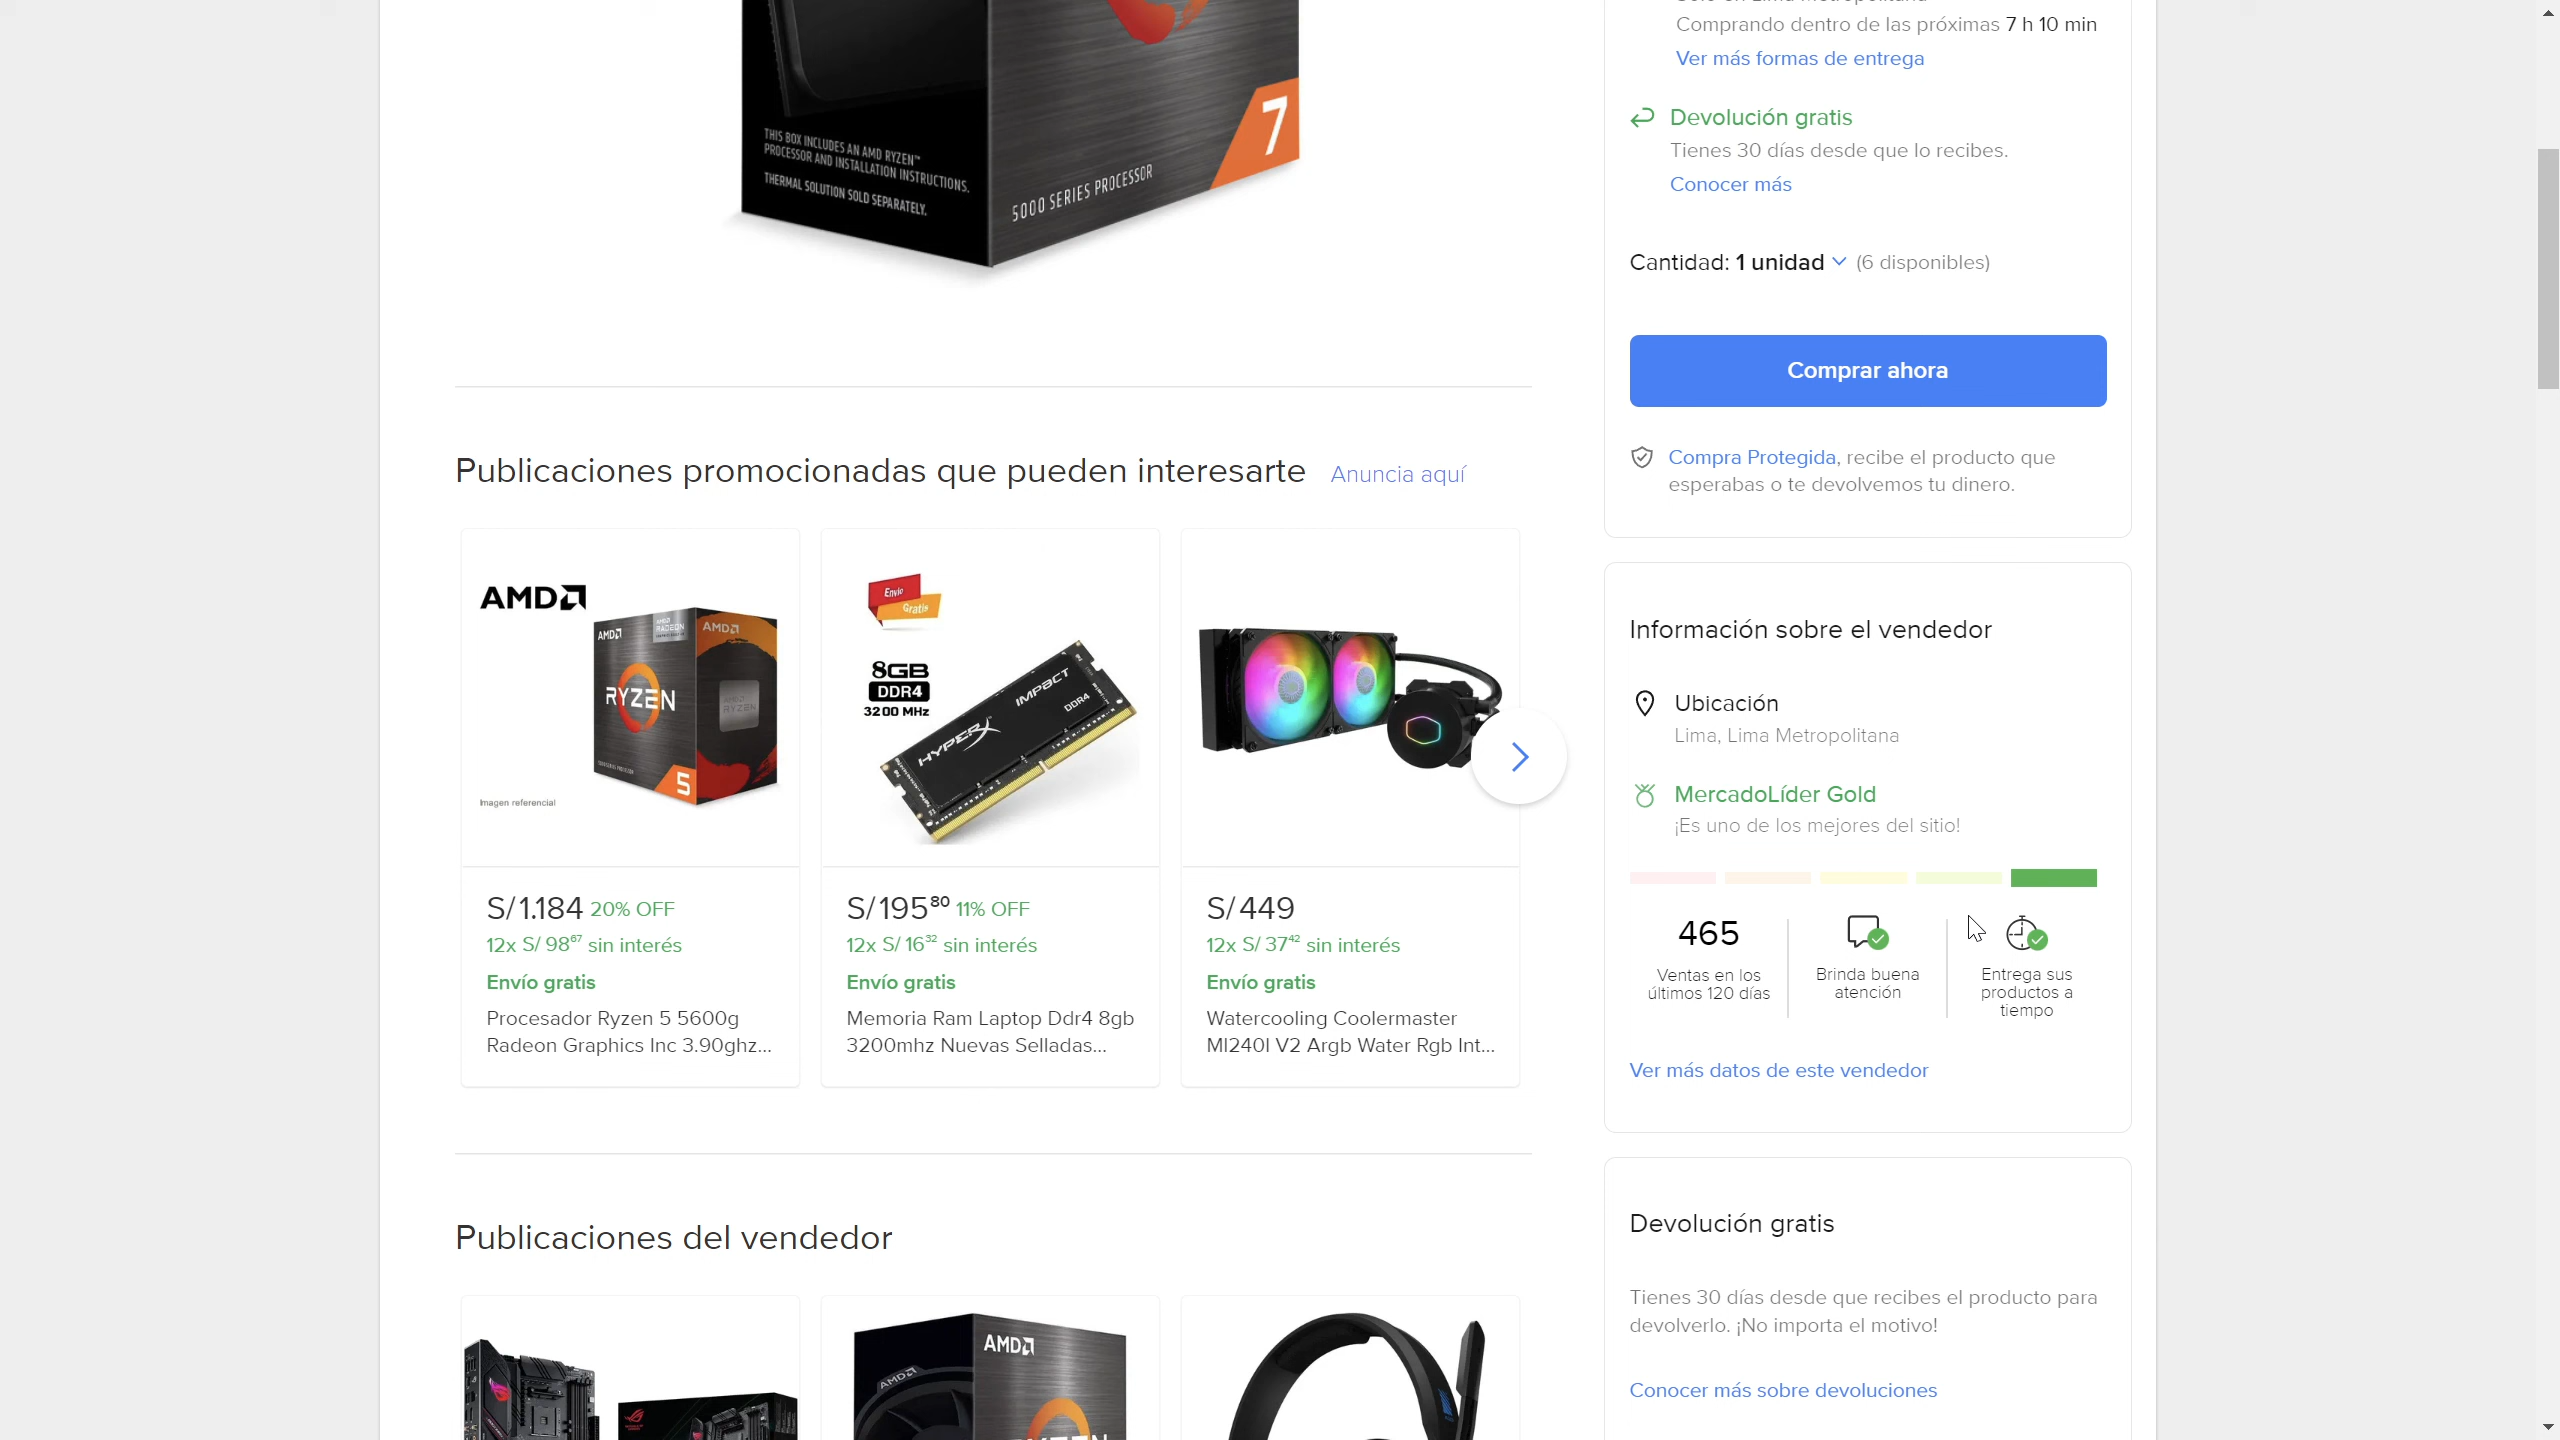 Comprando dentro de las próximas 7 h 10 min
Ver más formas de entrega
Devolución gratis
Tienes 30 días desde que lo recibes.
Conocer más
Cantidad: 1 unidad (6 disponibles)
Comprar ahora
Compra Protegida, recibe el producto que
esperabas o te devolvemos tu dinero.
7
THIS BOX INCLUDES AN AMD RYZEN™
PROCESSOR AND INSTALLATION INSTRUCTIONS.
THERMAL SOLUTION SOLD SEPARATELY.
5000 SERIES PROCESSOR
Publicaciones promocionadas que pueden interesarte Anuncia aquí
AMD
AMD
AMD
RADEON
AMD
RYZEN
AMD
RYZEN
5
Imagen referencial
S/1.184 20% OFF
12x S/ 98⁶⁷ sin interés
Envío gratis
Procesador Ryzen 5 5600g
Radeon Graphics Inc 3.90ghz...
Envio
Gratis
8GB
DDR4
3200 MHz
HYPERX
IMPACT
DDR4
S/195⁸⁰ 11% OFF
12x S/ 16³² sin interés
Envío gratis
Memoria Ram Laptop Ddr4 8gb
3200mhz Nuevas Selladas...
S/449
12x S/ 37⁴² sin interés
Envío gratis
Watercooling Coolermaster
Ml240l V2 Argb Water Rgb Int...
Información sobre el vendedor
Ubicación
Lima, Lima Metropolitana
MercadoLíder Gold
¡Es uno de los mejores del sitio!
465
Ventas en los
últimos 120 días
Brinda buena
atención
Entrega sus
productos a
tiempo
Ver más datos de este vendedor
Publicaciones del vendedor
AMD
AMD
RYZEN
Devolución gratis
Tienes 30 días desde que recibes el producto para
devolverlo. ¡No importa el motivo!
Conocer más sobre devoluciones